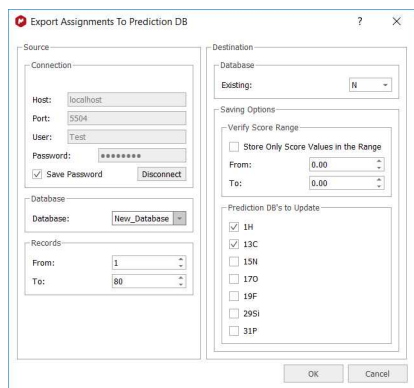 Export Assignments To Prediction DB
Source
Connection
Host: localhost
Port: 5504
User: Test
Password: ●●●●●●●●
Save Password
Disconnect
Database
Database: New_Database
Records
From: 1
To: 80
Destination
Database
Existing: N
Saving Options
Verify Score Range
Store Only Score Values in the Range
From: 0.00
To: 0.00
Prediction DB's to Update
1H
13C
15N
17O
19F
29Si
31P
OK
Cancel